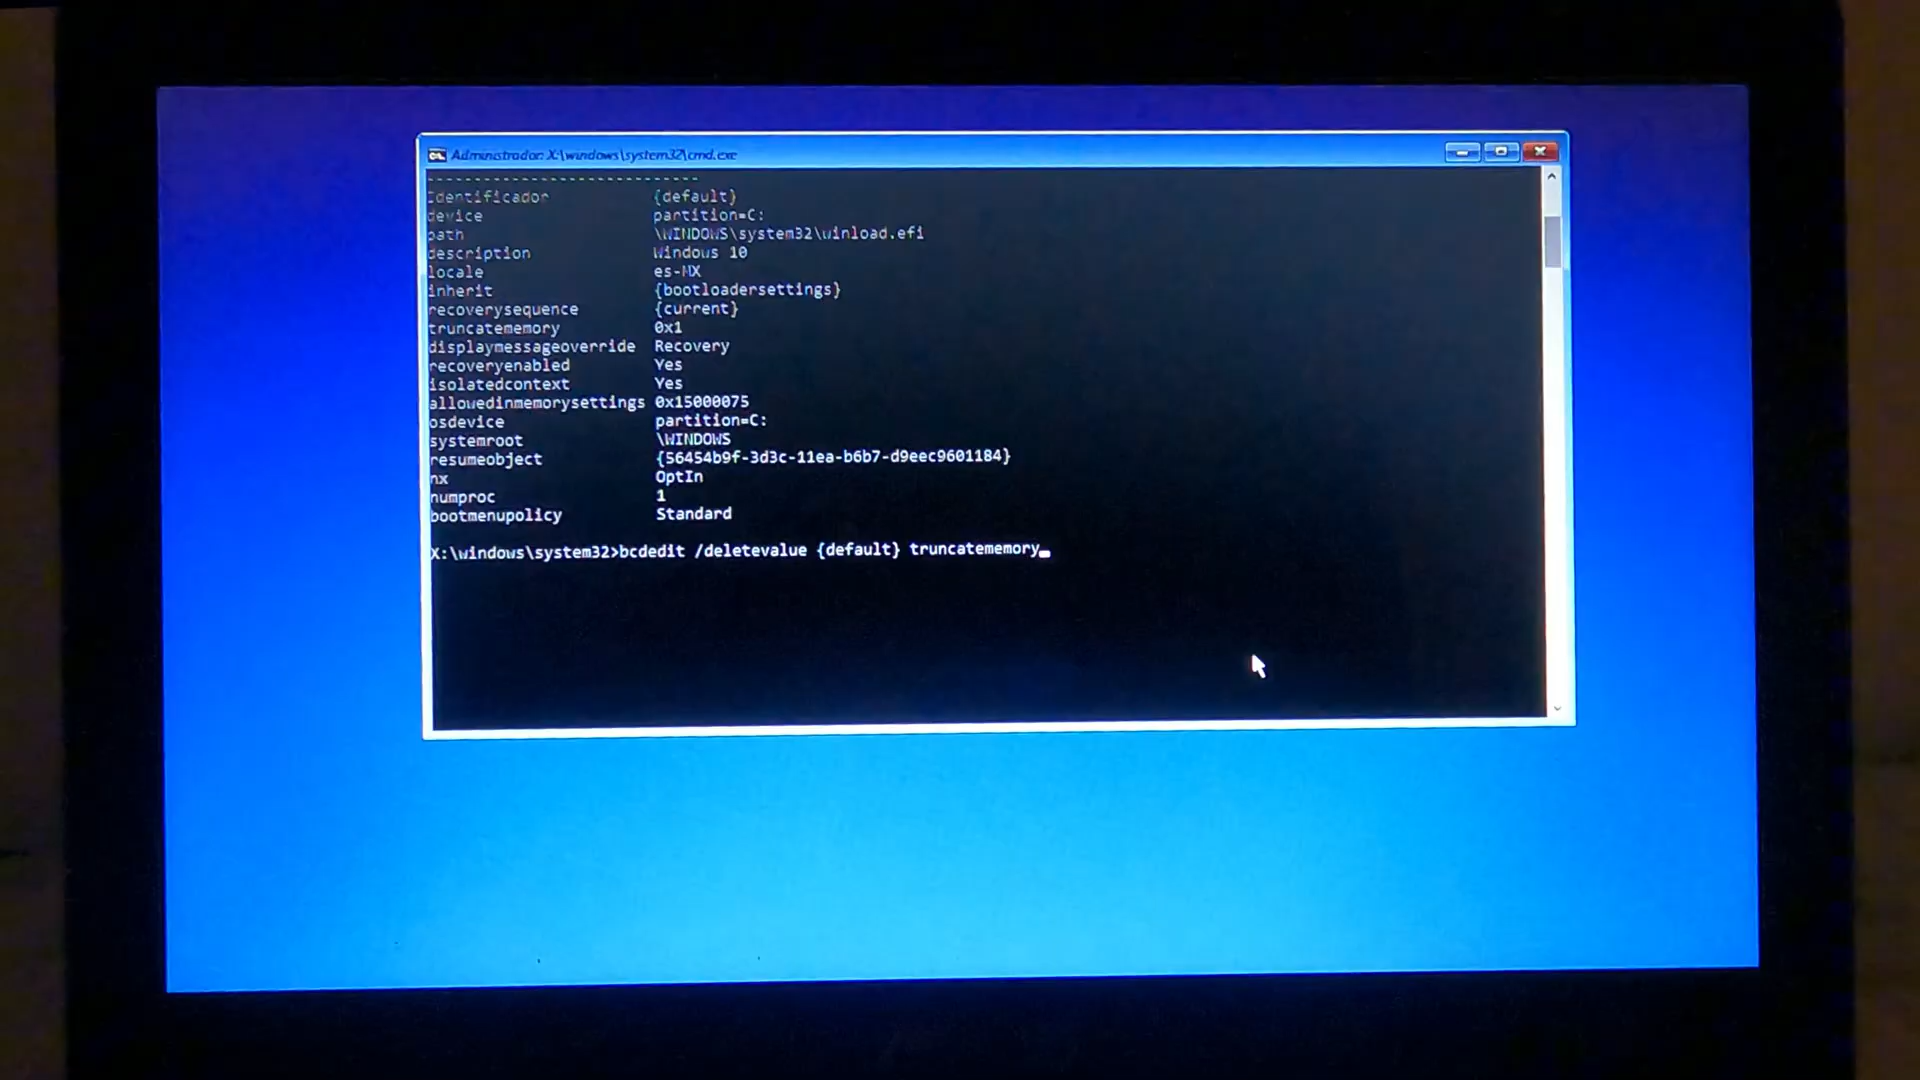 Administrador: X:\windows\system32\cmd.exe
-----------------------------
Identificador {default}
device partition=C:
path \WINDOWS\system32\winload.efi
description Windows 10
locale es-MX
inherit {bootloadersettings}
recoverysequence {current}
truncatememory 0x1
displaymessageoverride Recovery
recoveryenabled Yes
isolatedcontext Yes
allowedinmemorysettings 0x15000075
osdevice partition=C:
systemroot \WINDOWS
resumeobject {56454b9f-3d3c-11ea-b6b7-d9eec9601184}
nx OptIn
numproc 1
bootmenupolicy Standard
X:\windows\system32>bcdedit /deletevalue {default} truncatememory